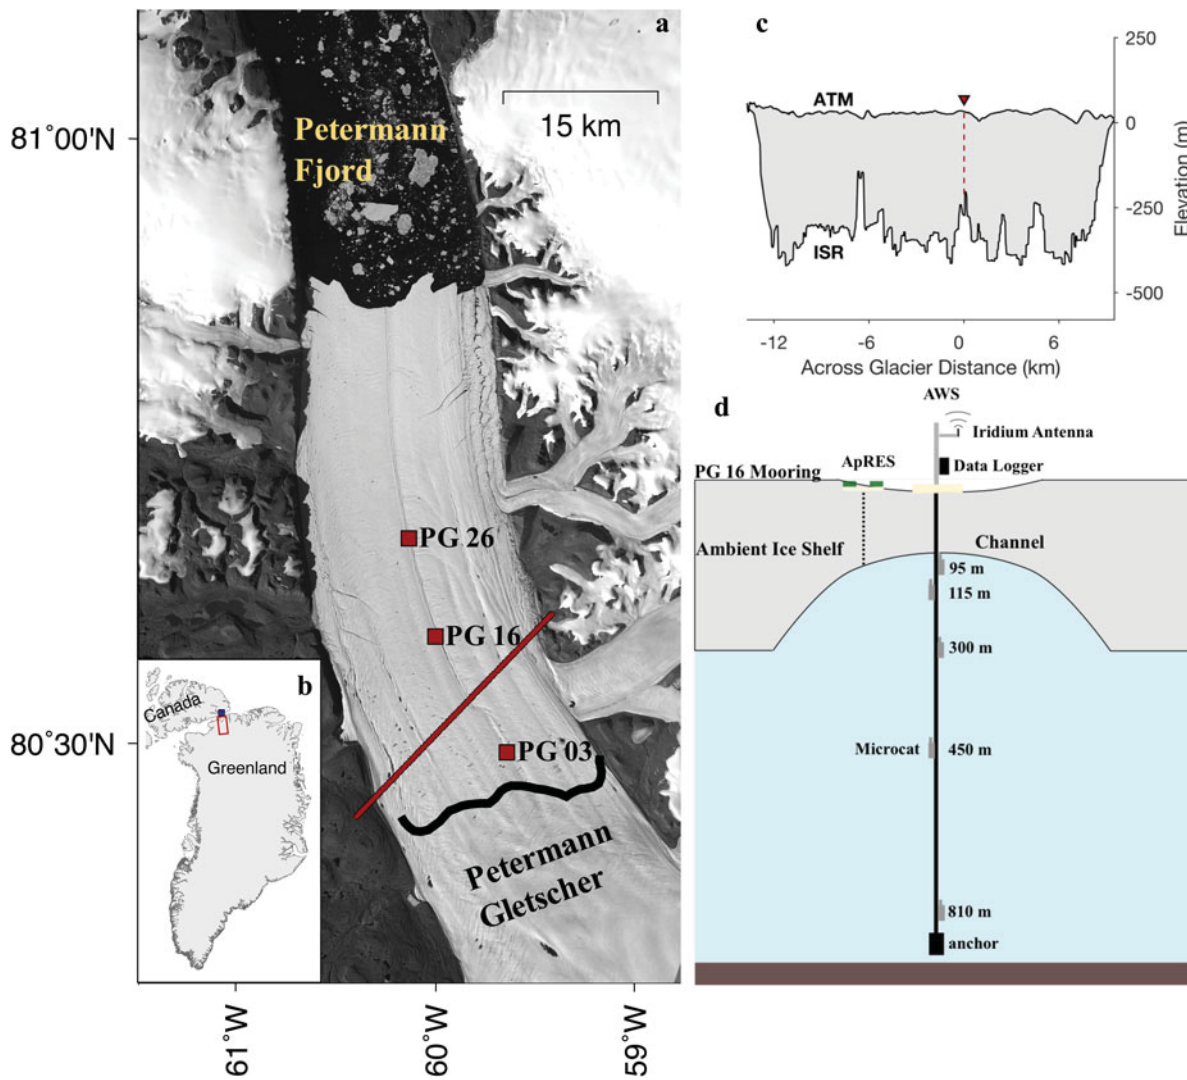 a
Petermann
Fjord
15 km
81°00'N
PG 26
PG 16
PG 03
80°30'N
Petermann
Gletscher
b
Canada
Greenland
61°W
60°W
59°W
c
ATM
ISR
250
0
-250
-500
Elevation (m)
-12
-6
0
6
Across Glacier Distance (km)
d
AWS
Iridium Antenna
ApRES
Data Logger
PG 16 Mooring
Ambient Ice Shelf
Channel
95 m
115 m
300 m
Microcat
450 m
810 m
anchor